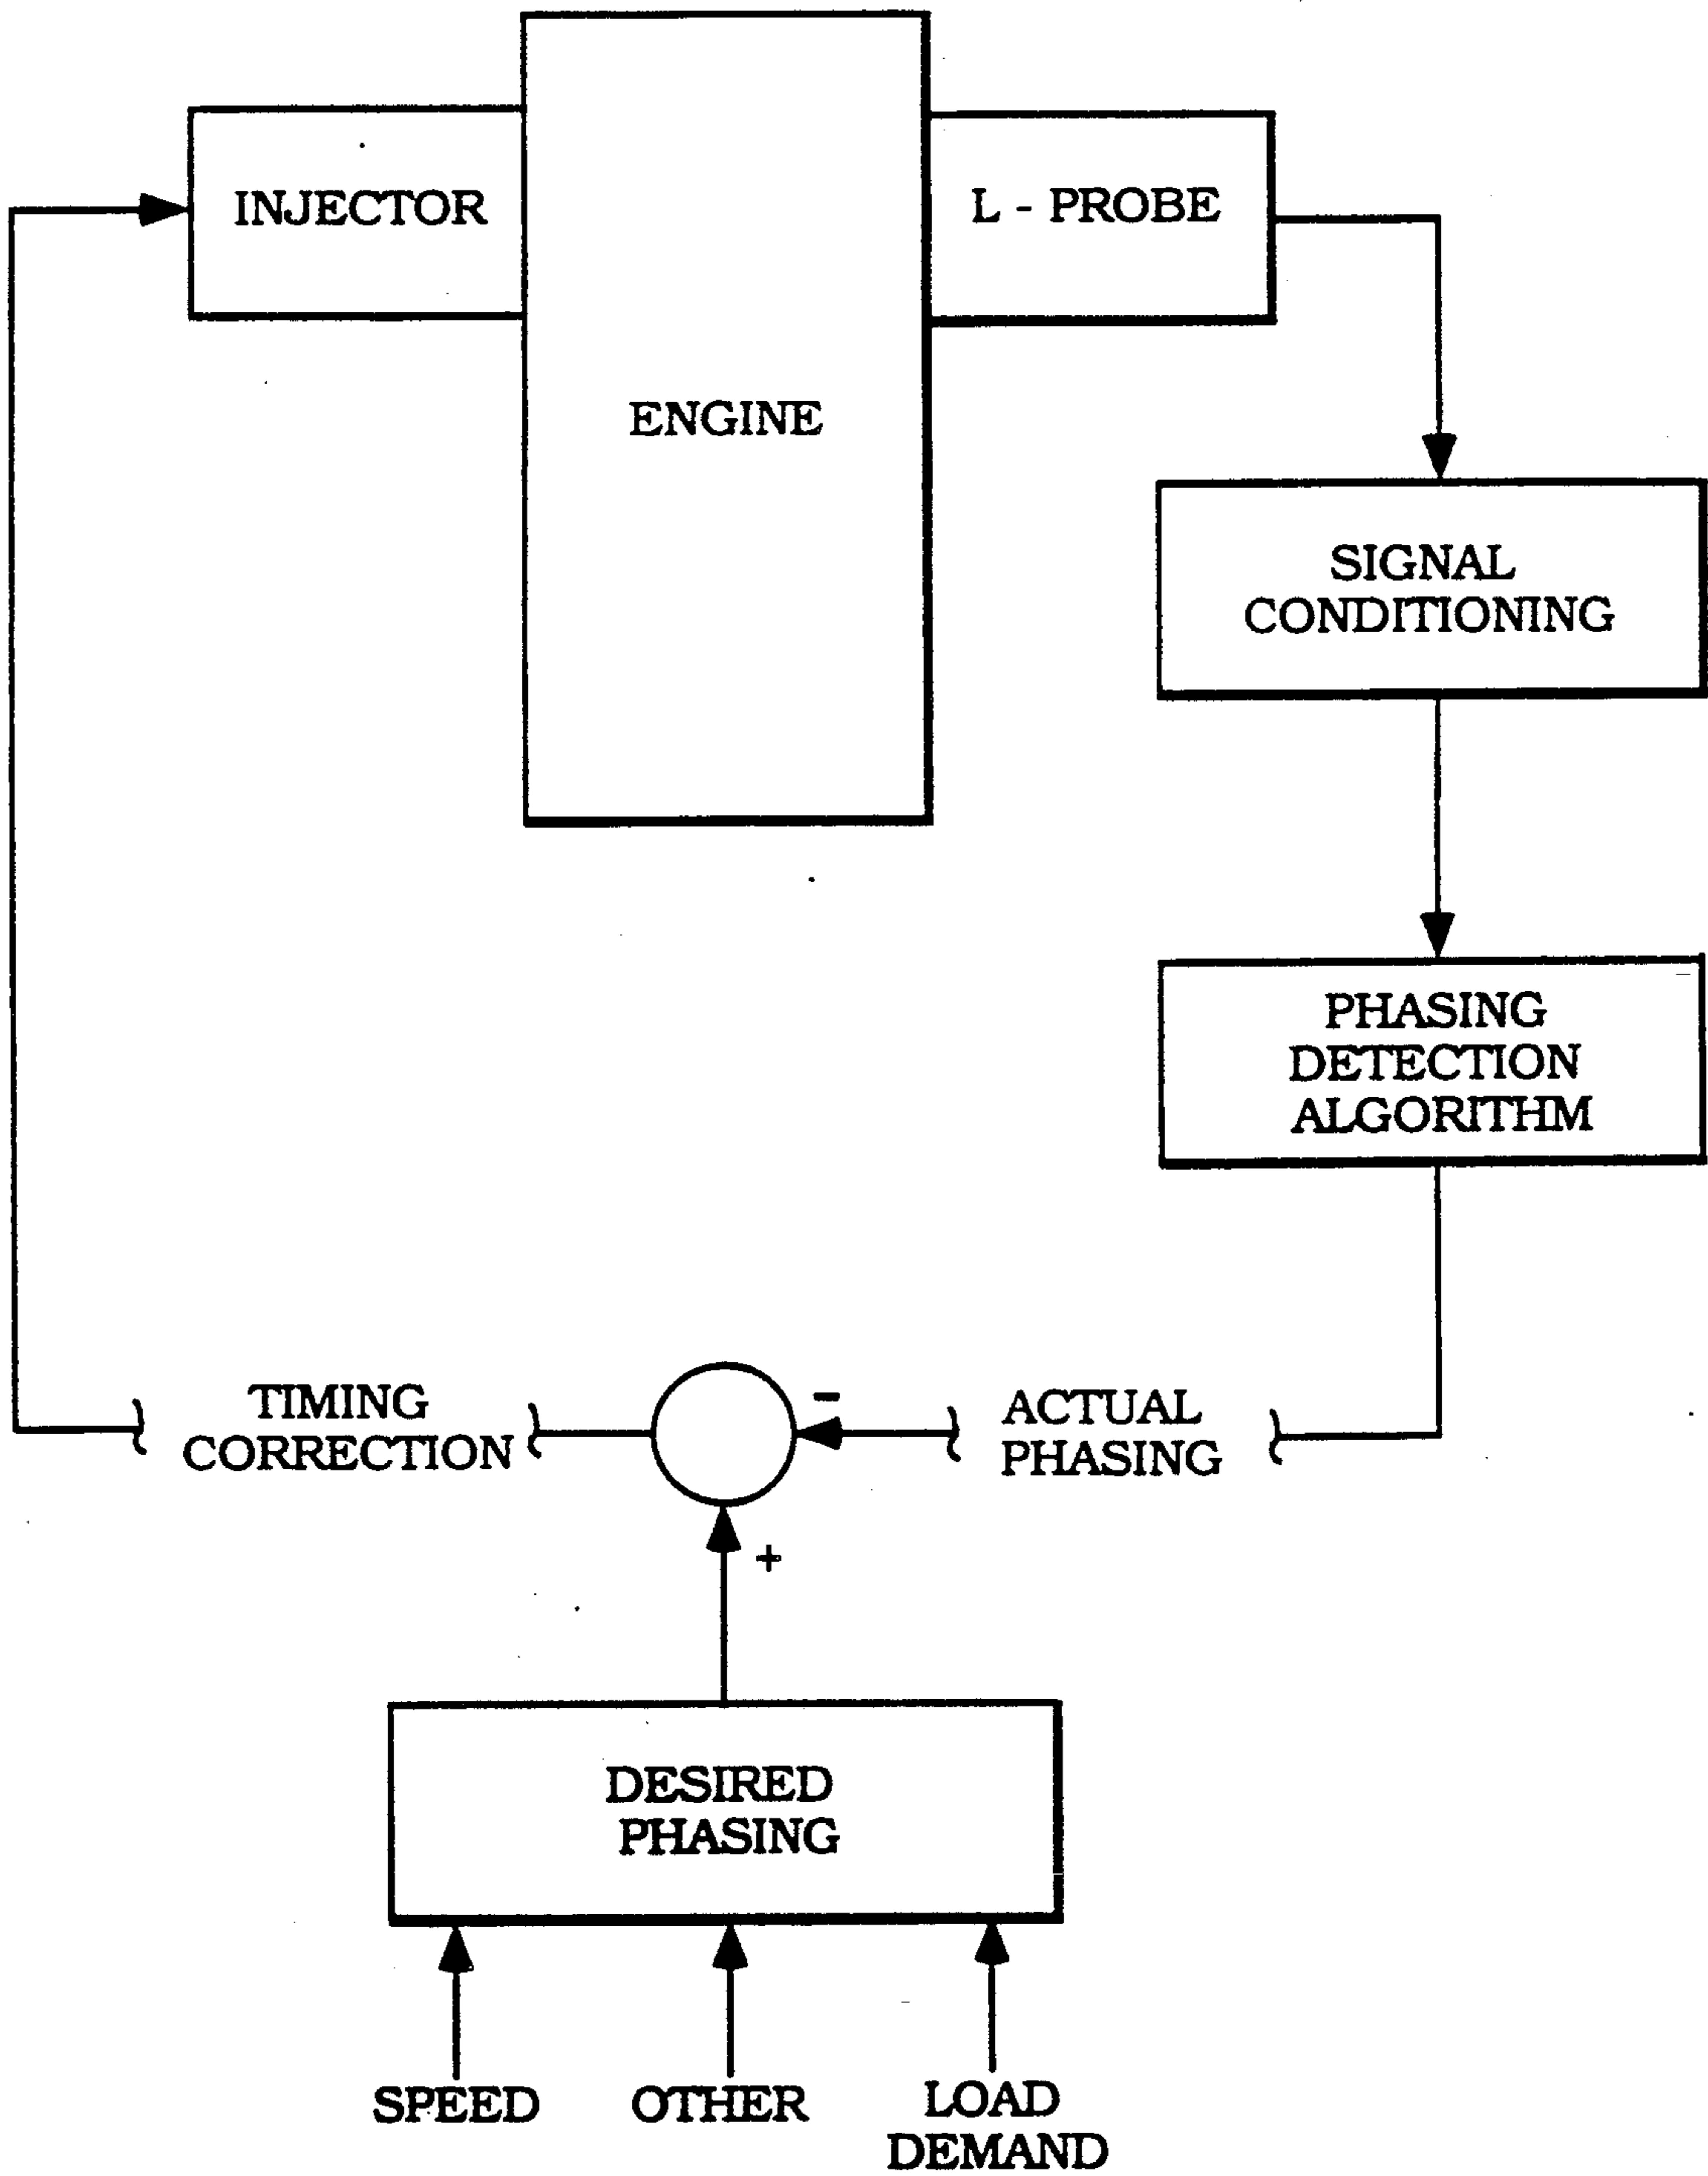 INJECTOR
L - PROBE
ENGINE
SIGNAL
CONDITIONING
PHASING
DETECTION
ALGORITHM
TIMING
CORRECTION
-
ACTUAL
PHASING
+
DESIRED
PHASING
SPEED
OTHER
LOAD
DEMAND